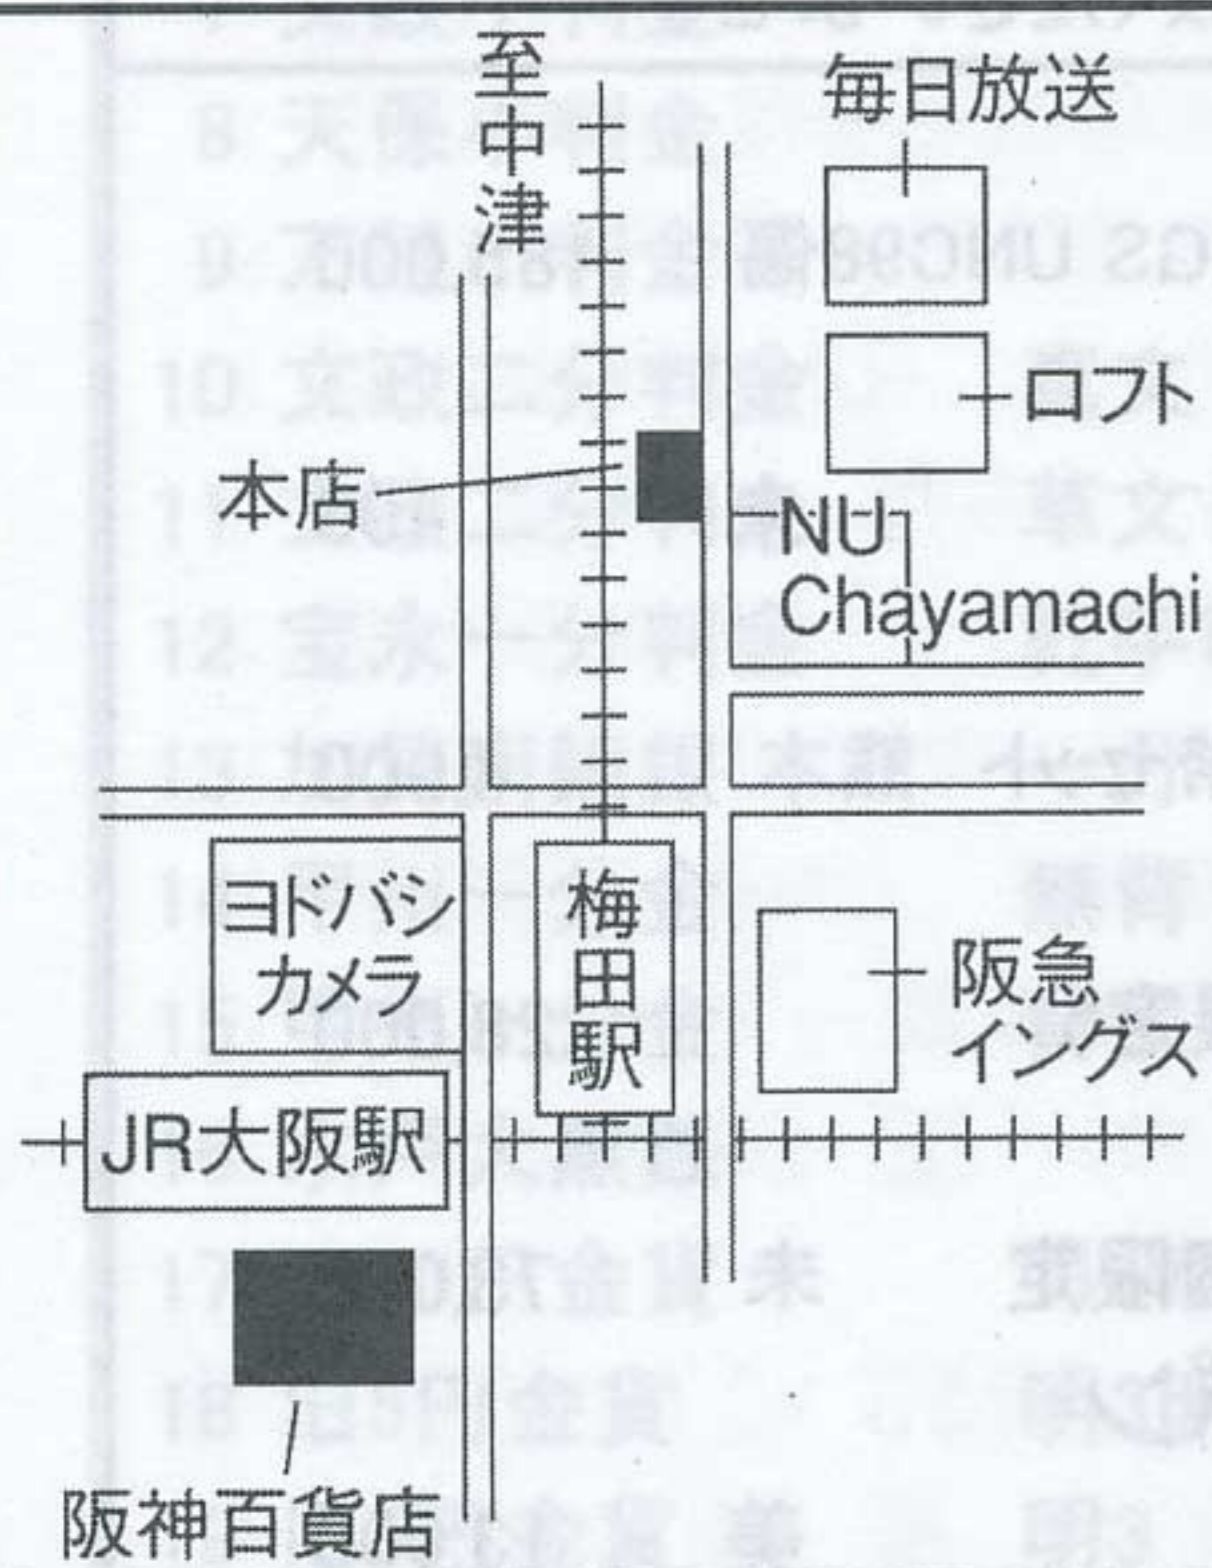 至中津
毎日放送
ロフト
本店
NU
Chayamachi
ヨドバシ
カメラ
梅田駅
阪急
イングス
JR大阪駅
阪神百貨店